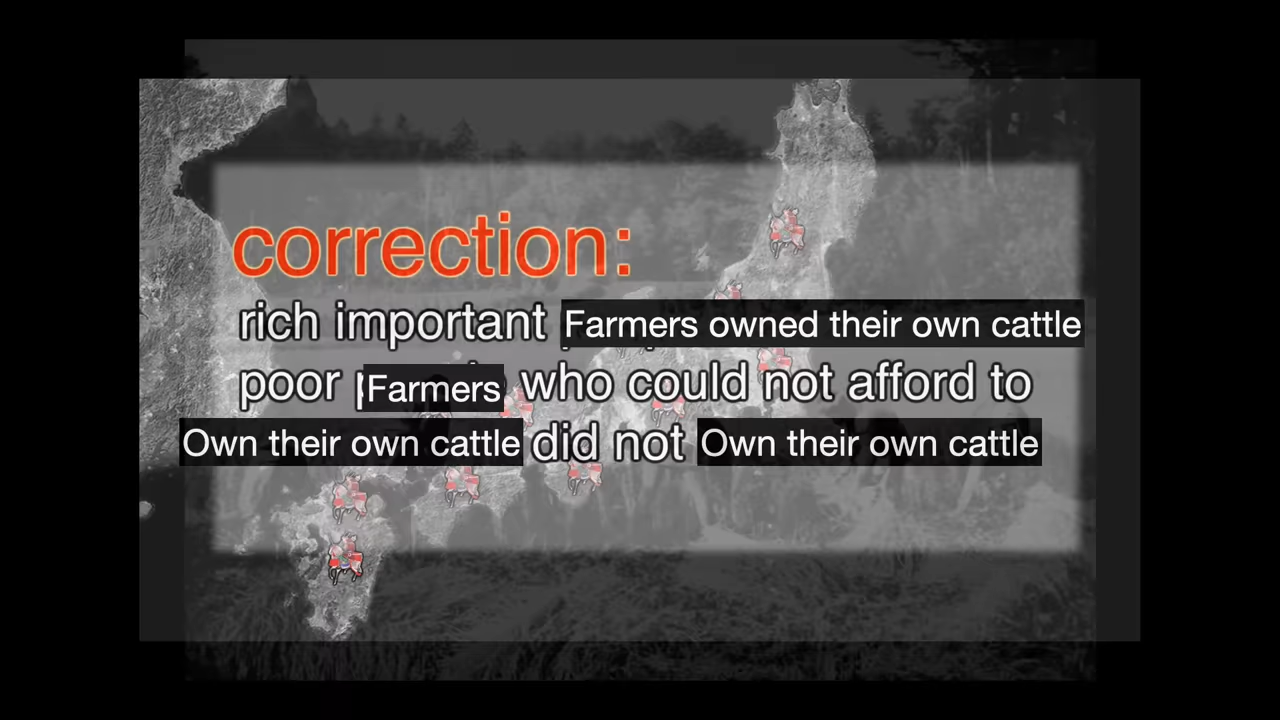 correction:
rich important Farmers owned their own cattle
poor Farmers who could not afford to
Own their own cattle did not Own their own cattle